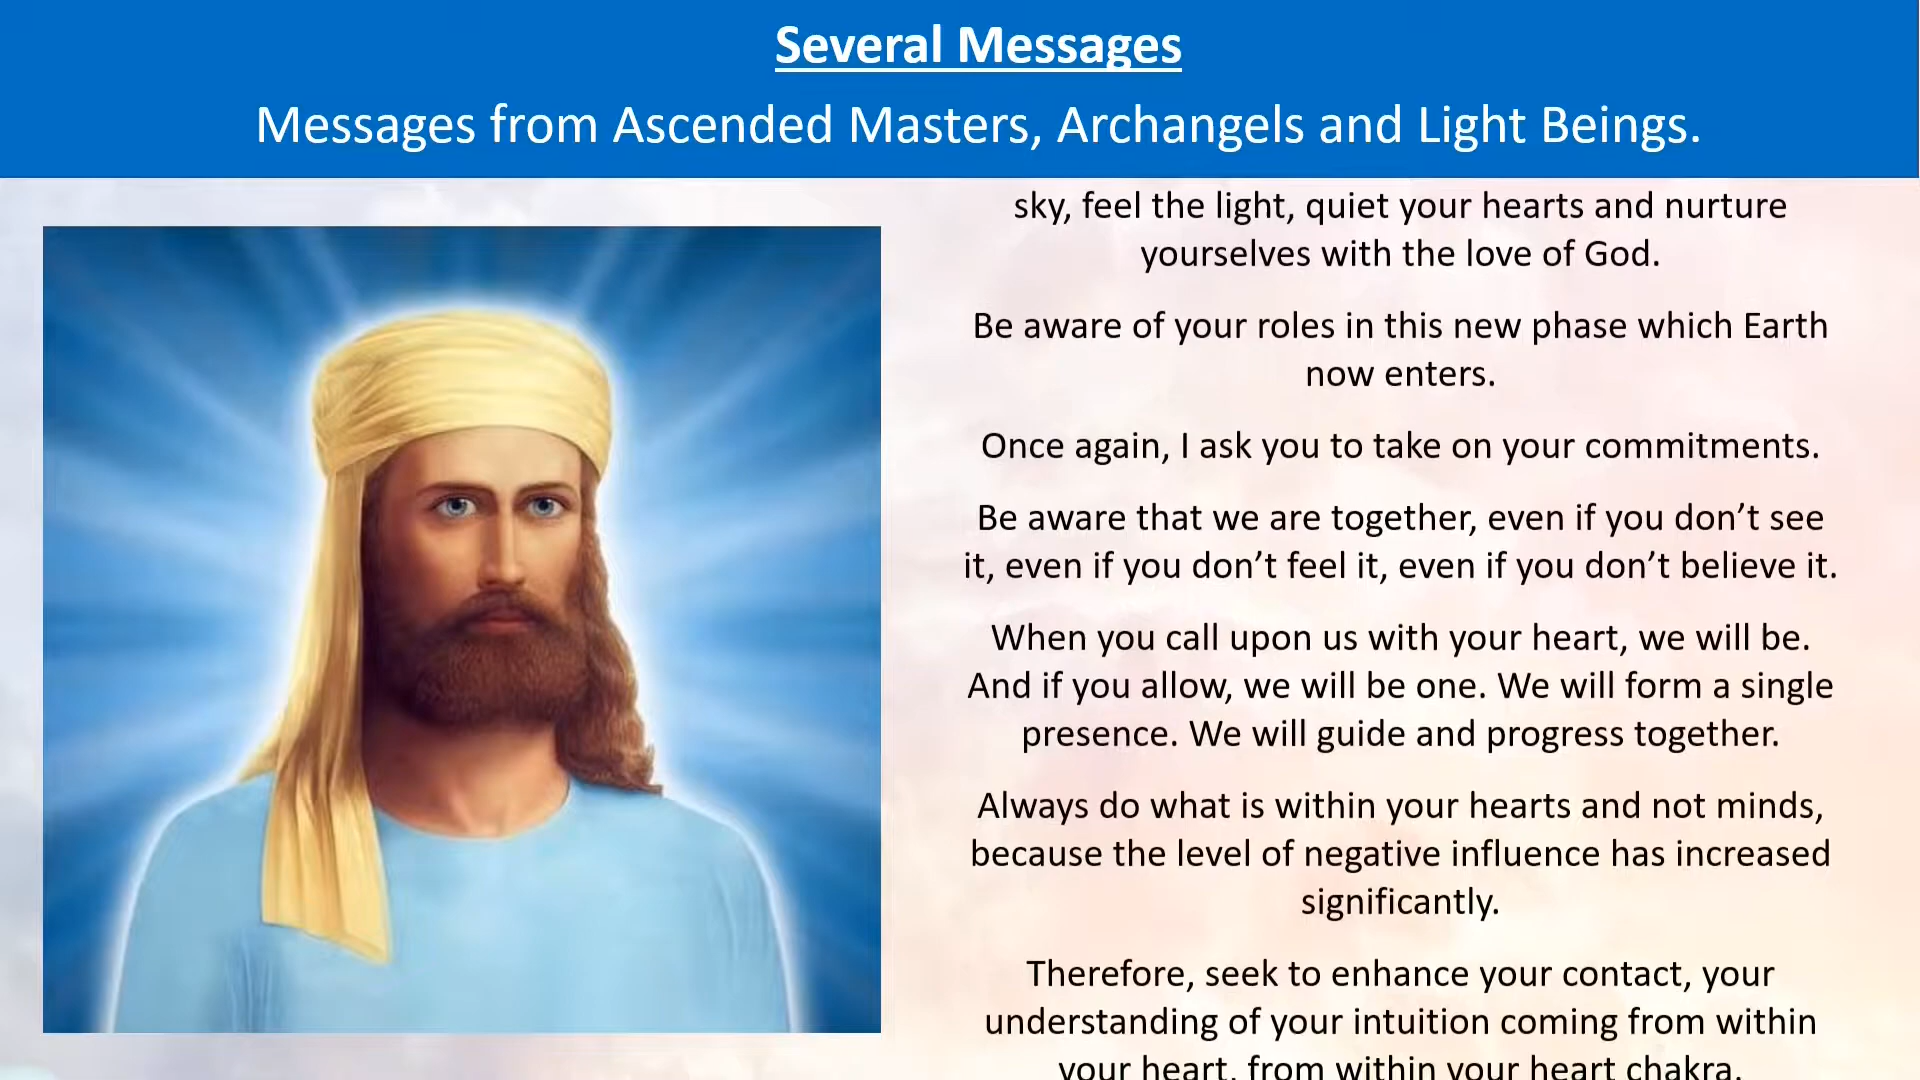 Several Messages
Messages from Ascended Masters, Archangels and Light Beings.
sky, feel the light, quiet your hearts and nurture
yourselves with the love of God.
Be aware of your roles in this new phase which Earth
now enters.
Once again, I ask you to take on your commitments.
Be aware that we are together, even if you don’t see
it, even if you don’t feel it, even if you don’t believe it.
When you call upon us with your heart, we will be.
And if you allow, we will be one. We will form a single
presence. We will guide and progress together.
Always do what is within your hearts and not minds,
because the level of negative influence has increased
significantly.
Therefore, seek to enhance your contact, your
understanding of your intuition coming from within
your heart, from within your heart chakra.